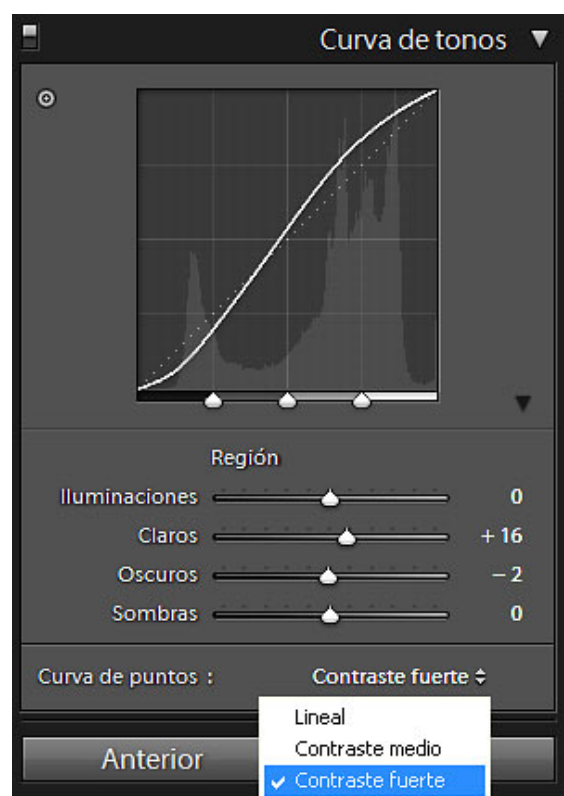 Curva de tonos
Región
Iluminaciones 0
Claros + 16
Oscuros – 2
Sombras 0
Curva de puntos : Contraste fuerte
Lineal
Anterior Contraste medio
Contraste fuerte